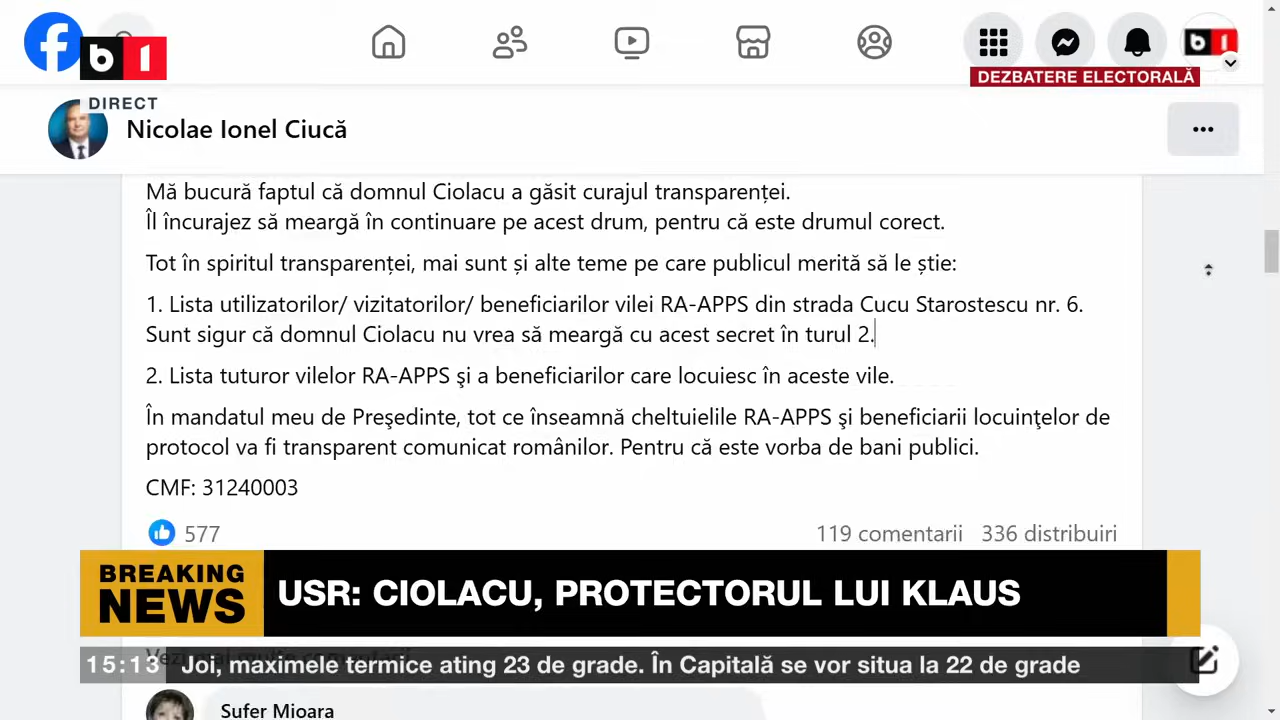 b1
b1
DEZBATERE ELECTORALĂ
DIRECT
Nicolae Ionel Ciucă
Mă bucură faptul că domnul Ciolacu a găsit curajul transparenței.
Îl încurajez să meargă în continuare pe acest drum, pentru că este drumul corect.
Tot în spiritul transparenței, mai sunt și alte teme pe care publicul merită să le știe:
1. Lista utilizatorilor/ vizitatorilor/ beneficiarilor vilei RA-APPS din strada Cucu Starostescu nr. 6.
Sunt sigur că domnul Ciolacu nu vrea să meargă cu acest secret în turul 2.
2. Lista tuturor vilelor RA-APPS şi a beneficiarilor care locuiesc în aceste vile.
În mandatul meu de Preşedinte, tot ce înseamnă cheltuielile RA-APPS şi beneficiarii locuinţelor de
protocol va fi transparent comunicat românilor. Pentru că este vorba de bani publici.
CMF: 31240003
577
119 comentarii 336 distribuiri
BREAKING
NEWS
USR: CIOLACU, PROTECTORUL LUI KLAUS
15:13 Joi, maximele termice ating 23 de grade. În Capitală se vor situa la 22 de grade
Sufer Mioara